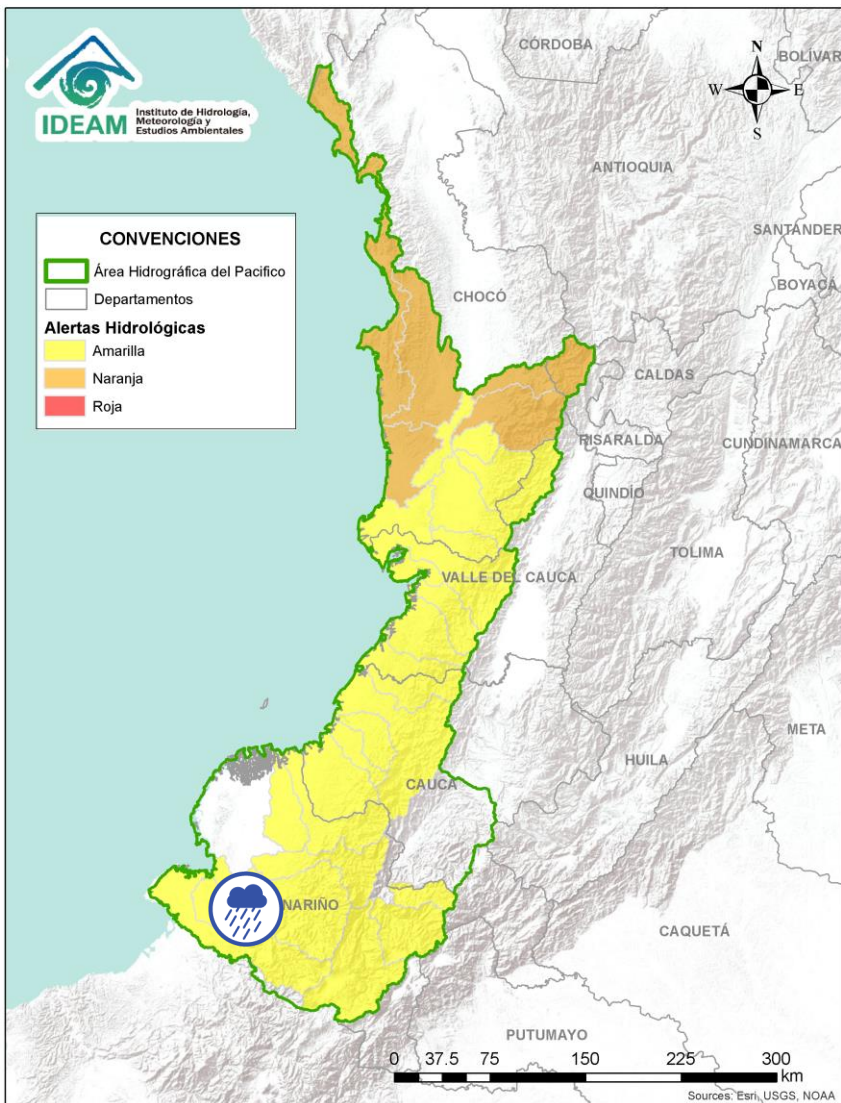 IDEAM
Instituto de Hidrología,
Meteorología y
Estudios Ambientales
N
W
E
S
CÓRDOBA
BOLÍVAR
ANTIOQUIA
SANTANDER
BOYACÁ
CHOCÓ
CALDAS
RISARALDA
CUNDINAMARCA
QUINDÍO
TOLIMA
VALLE DEL CAUCA
META
HUILA
CAUCA
NARIÑO
CAQUETÁ
PUTUMAYO
CONVENCIONES
Área Hidrográfica del Pacifico
Departamentos
Alertas Hidrológicas
Amarilla
Naranja
Roja
0 37.5 75 150 225 300
km
Sources: Esri, USGS, NOAA